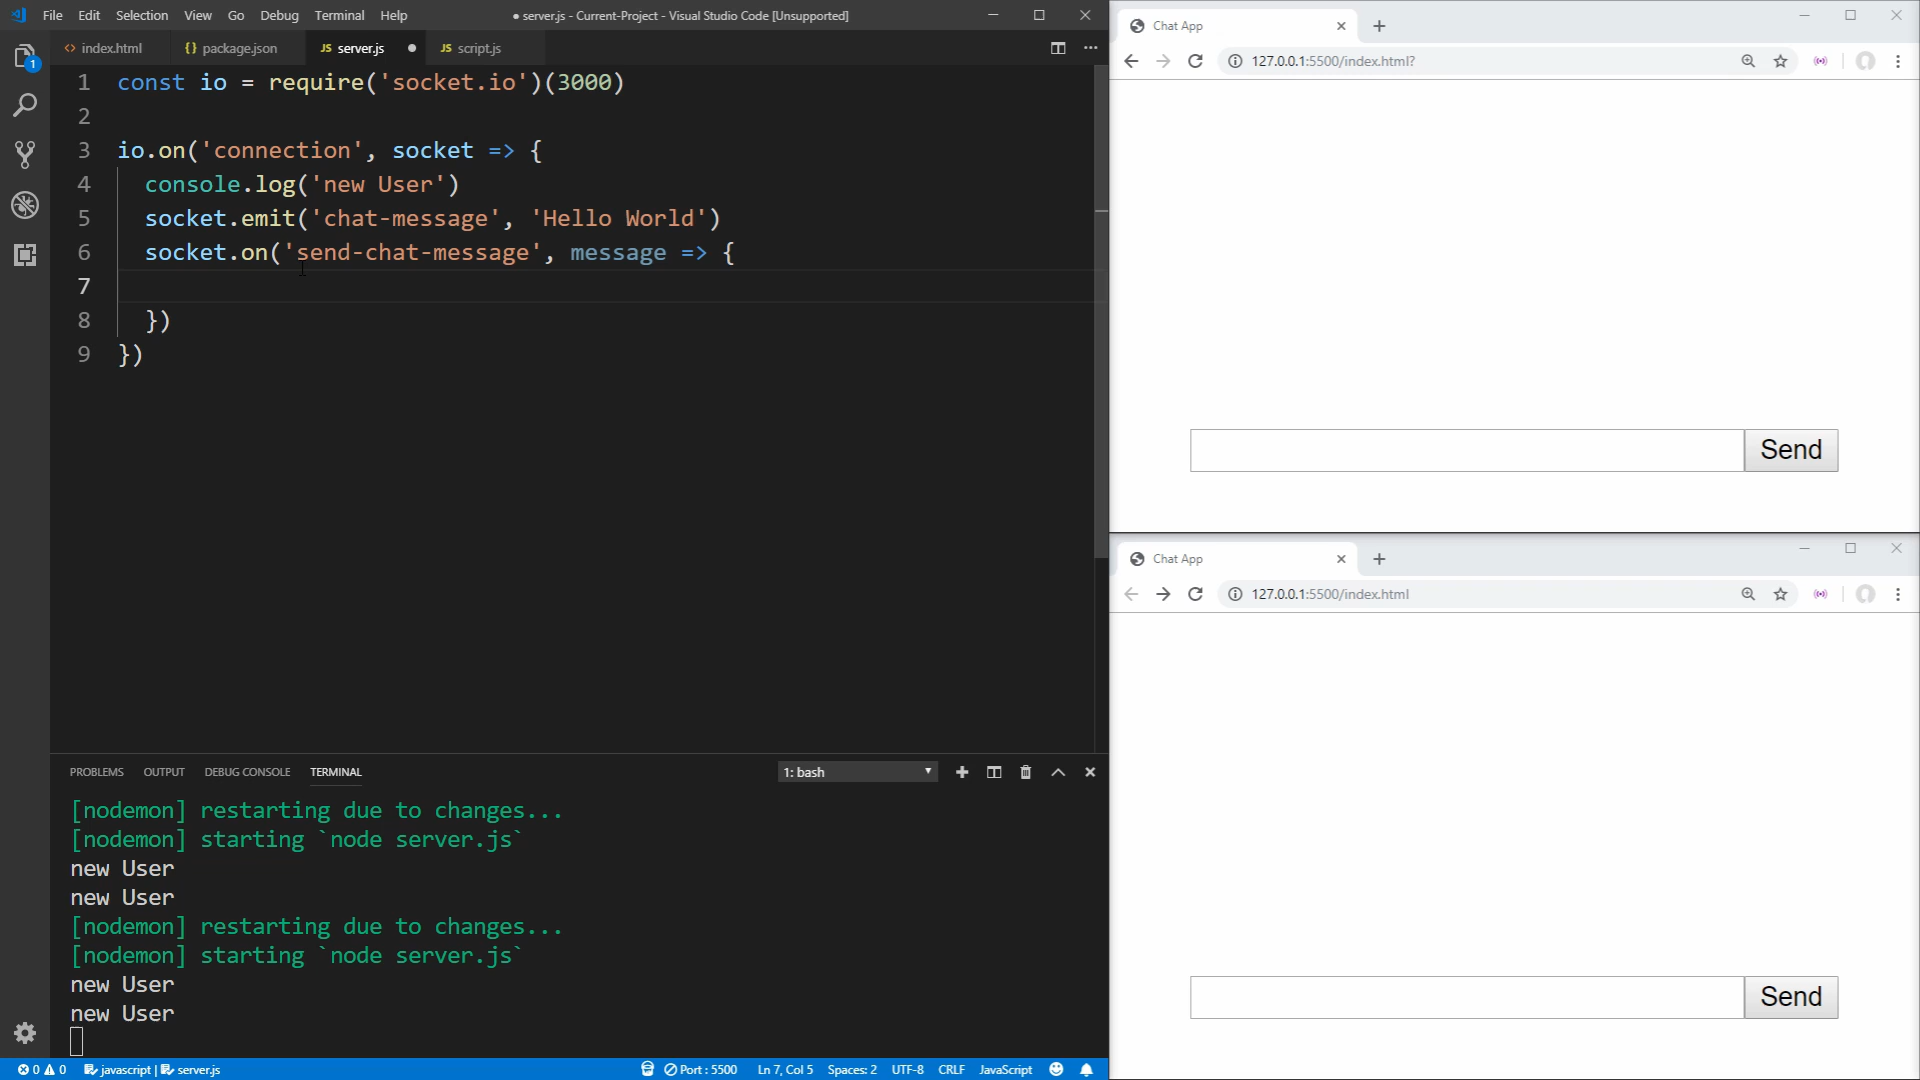 File Edit Selection View Go Debug Terminal Help
● server.js - Current-Project - Visual Studio Code [Unsupported]
1
<> index.html
{} package.json
JS server.js ●
JS script.js
1 const io = require('socket.io')(3000)
2
3 io.on('connection', socket => {
4 console.log('new User')
5 socket.emit('chat-message', 'Hello World')
6 socket.on('send-chat-message', message => {
7
8 })
9 })
PROBLEMS OUTPUT DEBUG CONSOLE TERMINAL
1: bash
[nodemon] restarting due to changes...
[nodemon] starting `node server.js`
new User
new User
[nodemon] restarting due to changes...
[nodemon] starting `node server.js`
new User
new User
0 0 javascript | server.js
Port : 5500 Ln 7, Col 5 Spaces: 2 UTF-8 CRLF JavaScript
Chat App
127.0.0.1:5500/index.html?
Send
Chat App
127.0.0.1:5500/index.html
Send